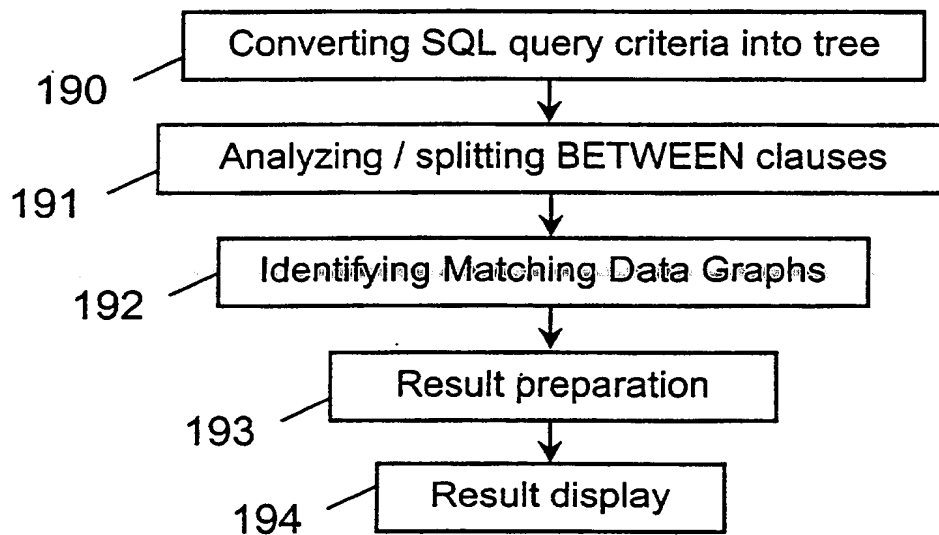 Converting SQL query criteria into tree
190
Analyzing / splitting BETWEEN clauses
191
Identifying Matching Data Graphs
192
Result preparation
193
Result display
194